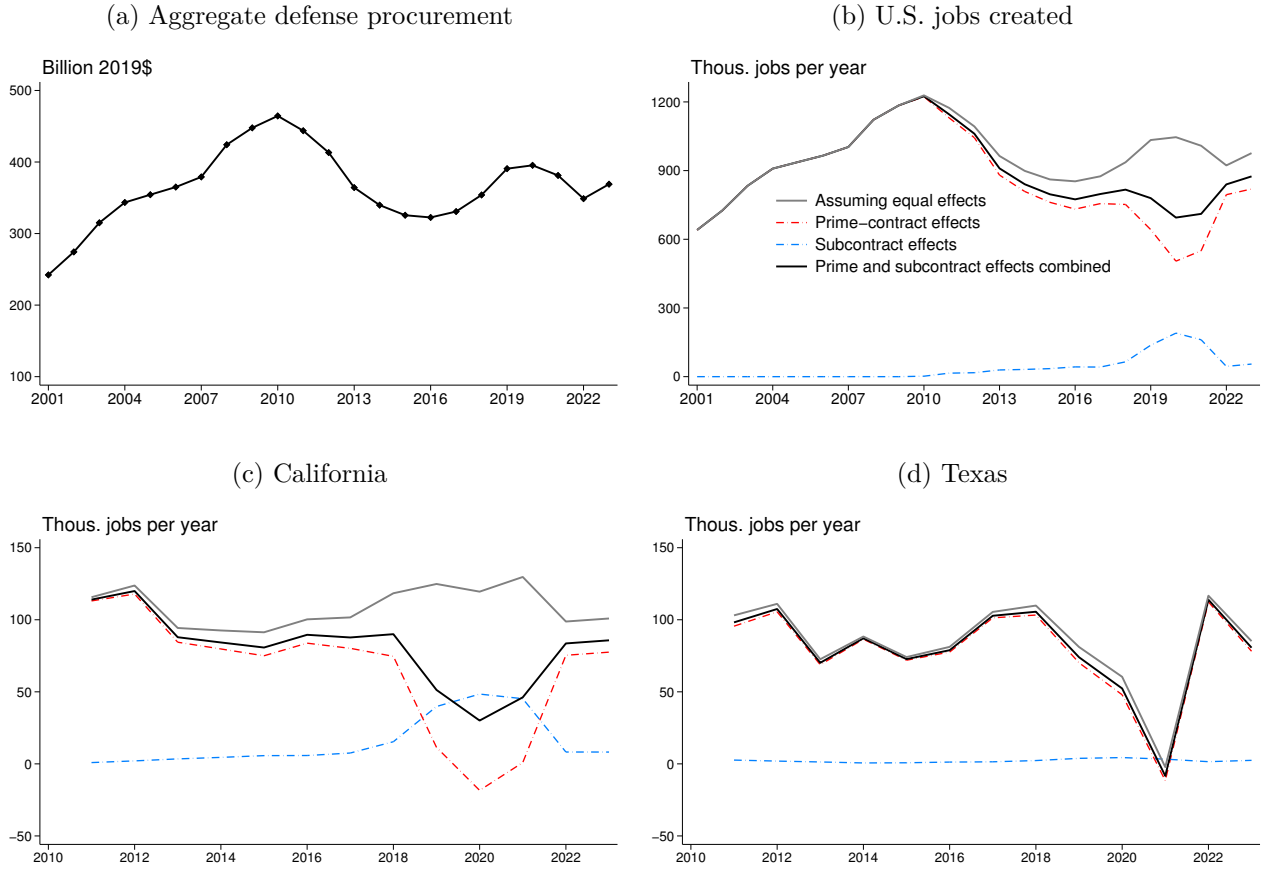 (a) Aggregate defense procurement
Billion 2019$
500
400
300
200
100
2001 2004 2007 2010 2013 2016 2019 2022
(b) U.S. jobs created
Thous. jobs per year
1200
900
600
300
0
Assuming equal effects
Prime−contract effects
Subcontract effects
Prime and subcontract effects combined
2001 2004 2007 2010 2013 2016 2019 2022
(c) California
Thous. jobs per year
150
100
50
0
−50
2010 2012 2014 2016 2018 2020 2022
(d) Texas
Thous. jobs per year
150
100
50
0
−50
2010 2012 2014 2016 2018 2020 2022